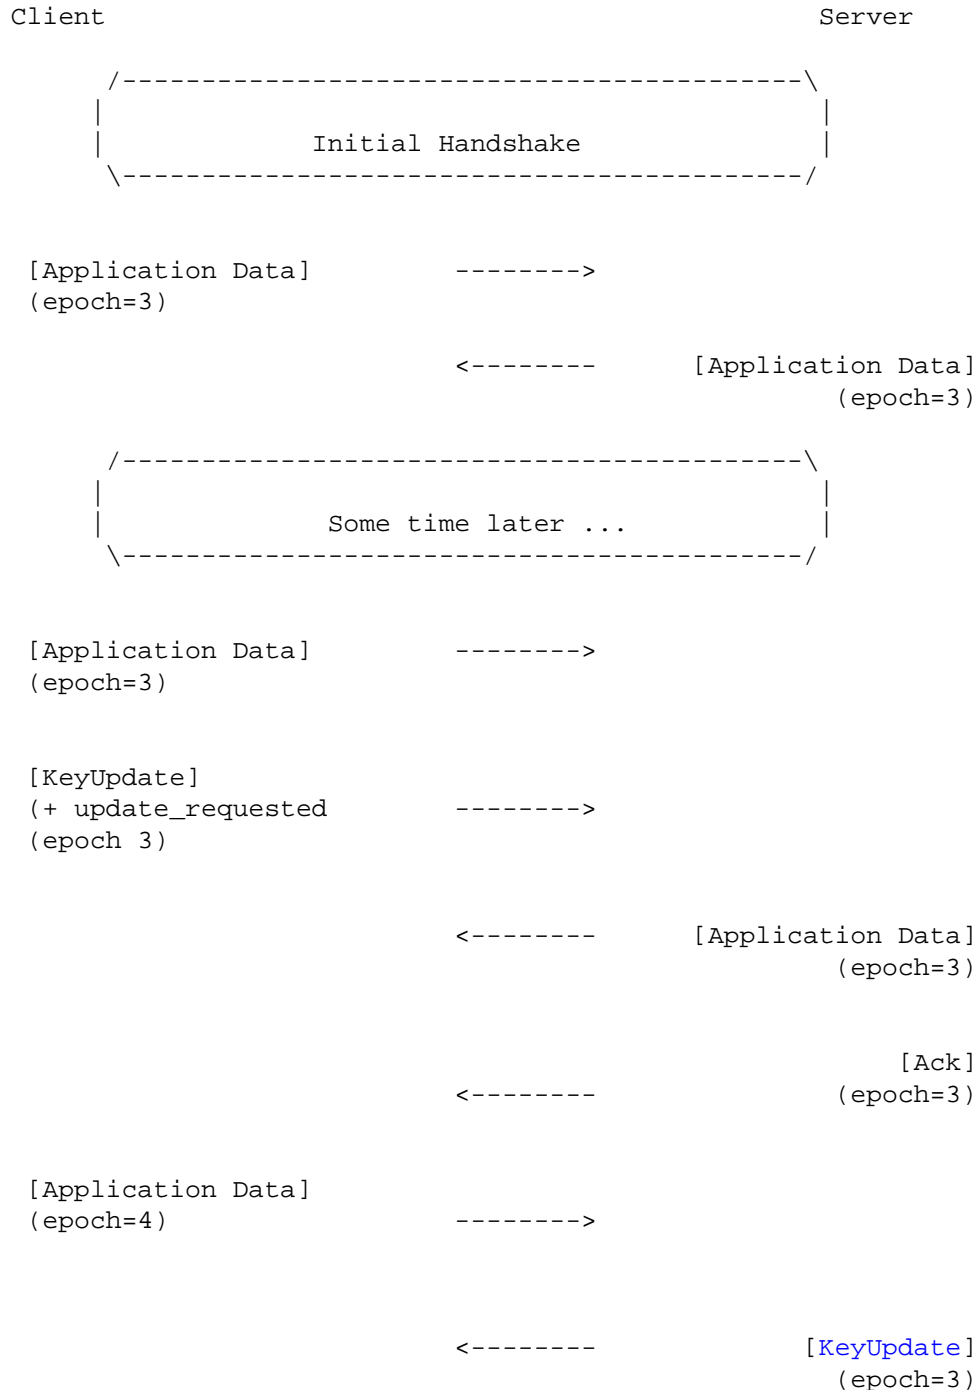 Client                                             Server

      /-------------------------------------------\
     |                                              |
     |             Initial Handshake                |
      \-------------------------------------------/

 [Application Data]         -------->
 (epoch=3)

                            <--------      [Application Data]
                                                    (epoch=3)

      /-------------------------------------------\
     |                                              |
     |              Some time later ...             |
      \-------------------------------------------/

 [Application Data]         -------->
 (epoch=3)

 [KeyUpdate]
 (+ update_requested        -------->
 (epoch 3)

                            <--------      [Application Data]
                                                    (epoch=3)

                                                        [Ack]
                            <--------               (epoch=3)

 [Application Data]
 (epoch=4)                  -------->

                            <--------             [KeyUpdate]
                                                    (epoch=3)